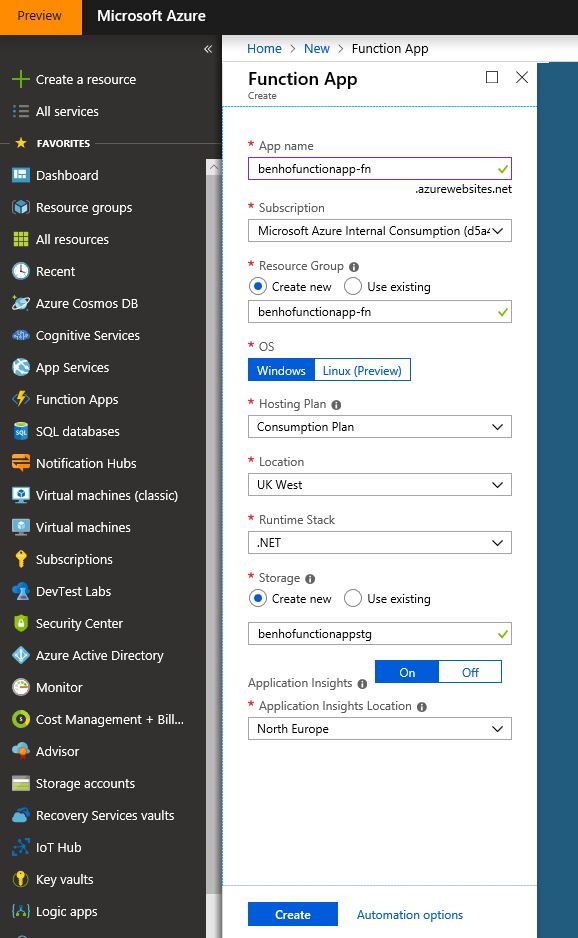 Preview
Microsoft Azure
«
Create a resource
All services
FAVORITES
Dashboard
Resource groups
All resources
Recent
Azure Cosmos DB
Cognitive Services
App Services
Function Apps
SQL databases
Notification Hubs
Virtual machines (classic)
Virtual machines
Subscriptions
DevTest Labs
Security Center
Azure Active Directory
Monitor
Cost Management + Bill...
Advisor
Storage accounts
Recovery Services vaults
IoT Hub
Key vaults
Logic apps
Home > New > Function App
Function App
Create
* App name
benhofunctionapp-fn
.azurewebsites.net
* Subscription
Microsoft Azure Internal Consumption (d5a4
* Resource Group
Create new Use existing
benhofunctionapp-fn
* OS
Windows Linux (Preview)
* Hosting Plan
Consumption Plan
* Location
UK West
* Runtime Stack
.NET
* Storage
Create new Use existing
benhofunctionappstg
On Off
Application Insights
* Application Insights Location
North Europe
Create Automation options